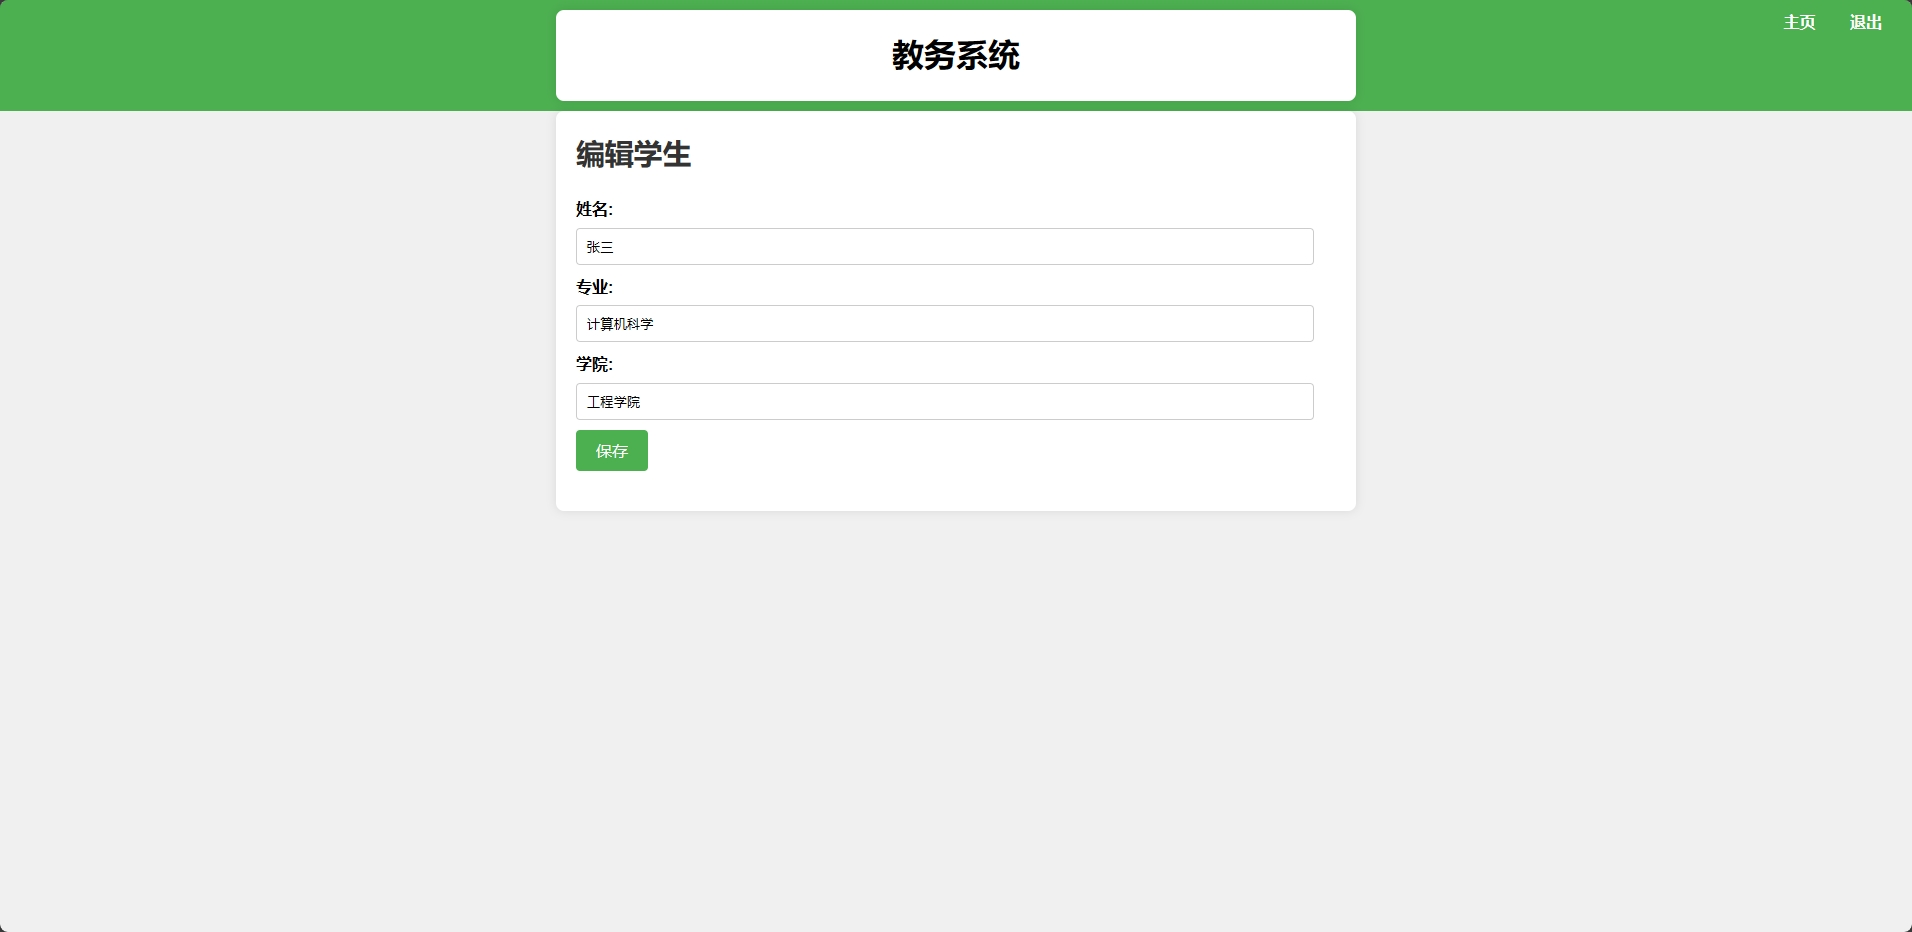 主页 退出
教务系统
编辑学生
姓名:
张三
专业:
计算机科学
学院:
工程学院
保存